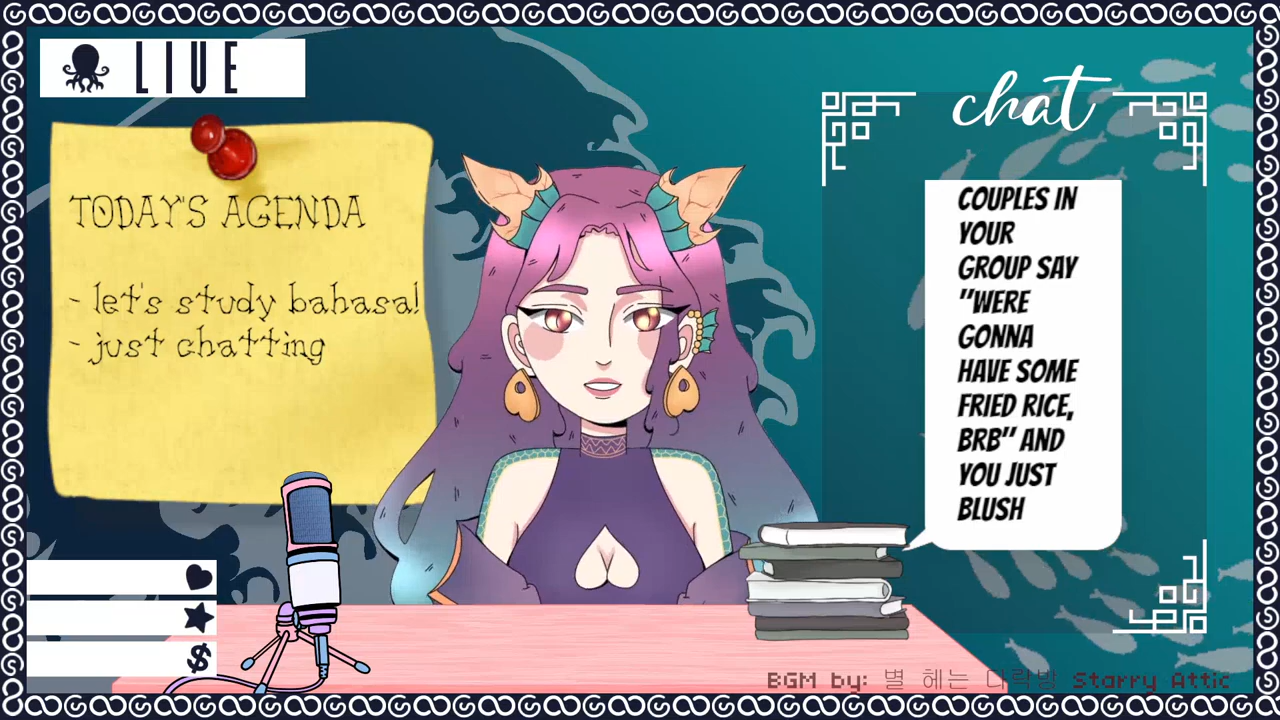 LIVE
TODAY'S AGENDA
- let's study bahasa!
- just chatting
chat
COUPLES IN
YOUR
GROUP SAY
"WERE
GONNA
HAVE SOME
FRIED RICE,
BRB" AND
YOU JUST
BLUSH
$
BGM by: 별 헤는 다락방 Starry Attic